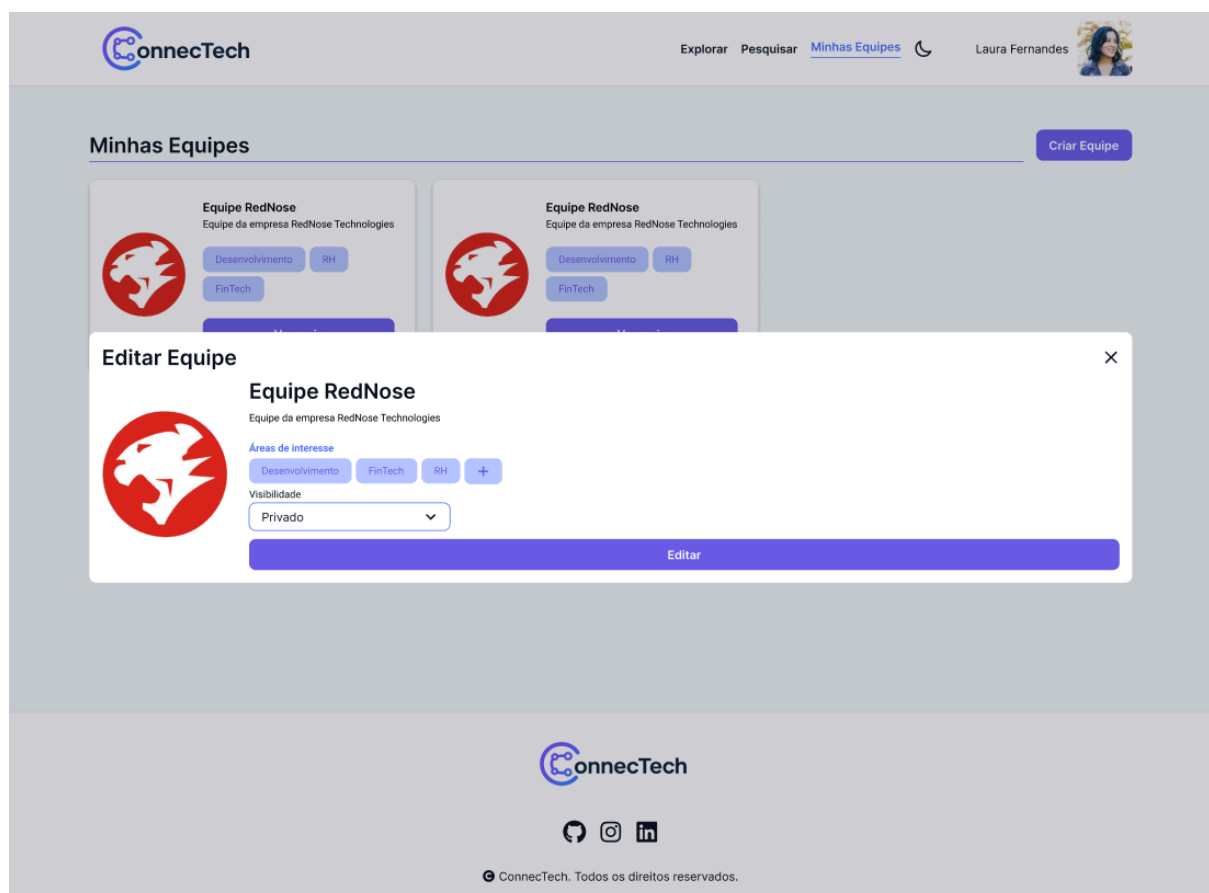 ConnecTech
Explorar Pesquisar Minhas Equipes Laura Fernandes
Minhas Equipes
Criar Equipe
Equipe RedNose
Equipe da empresa RedNose Technologies
Desenvolvimento RH
FinTech
Equipe RedNose
Equipe da empresa RedNose Technologies
Desenvolvimento RH
FinTech
Editar Equipe
Equipe RedNose
Equipe da empresa RedNose Technologies
Áreas de interesse
Desenvolvimento FinTech RH +
Visibilidade
Privado
Editar
ConnecTech
ConnecTech. Todos os direitos reservados.